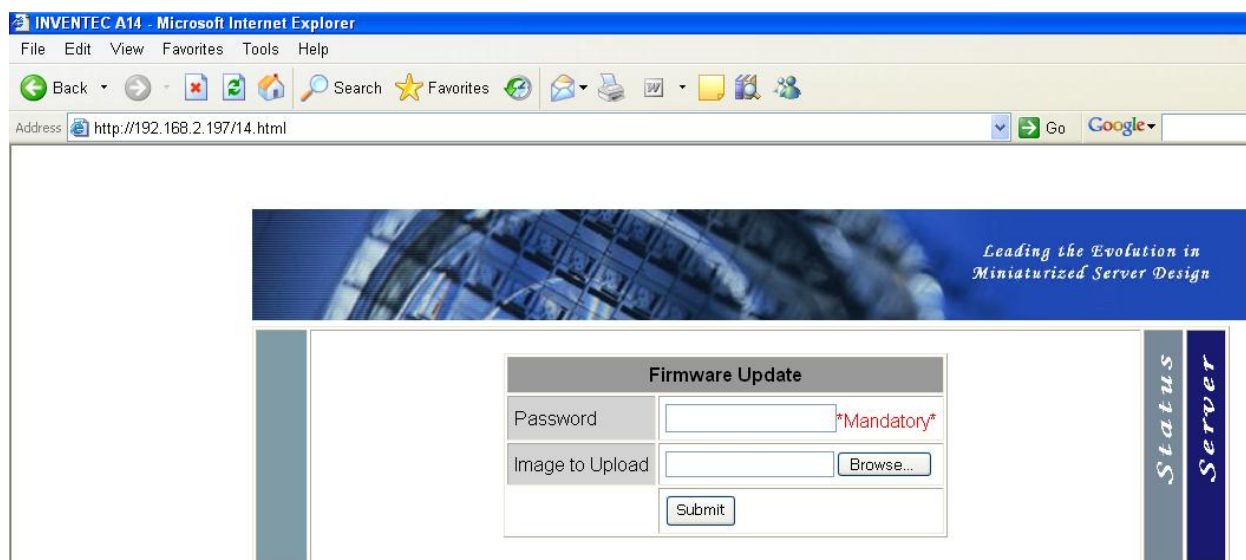 INVENTEC A14 - Microsoft Internet Explorer
File Edit View Favorites Tools Help
Back Search Favorites
Address http://192.168.2.197/14.html Go Google
Leading the Evolution in
Miniaturized Server Design
Firmware Update
Password *Mandatory*
Image to Upload Browse...
Submit
Status
Server